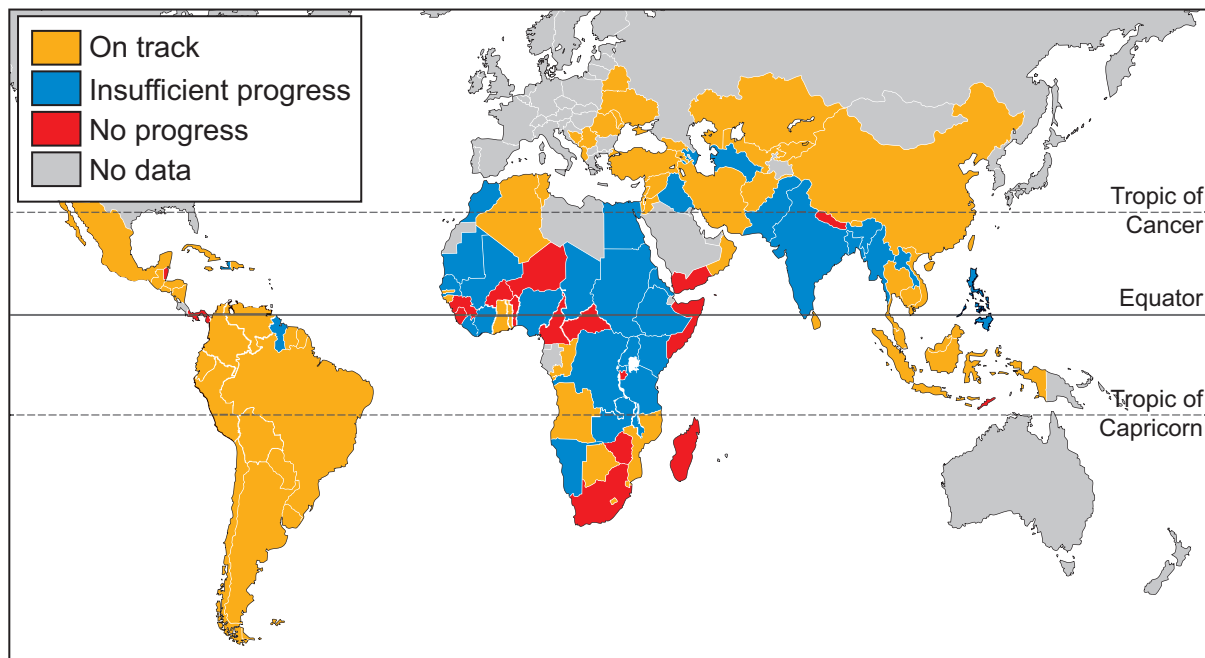 On track
Insufficient progress
No progress
No data
Tropic of
Cancer
Equator
Tropic of
Capricorn